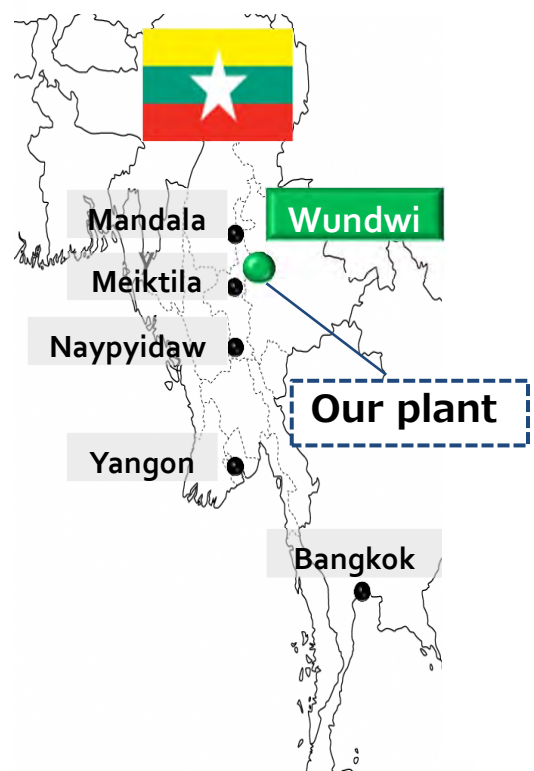 Mandala
Wundwi
y
Meiktila
Naypyidaw
Our plant
Yangon
Bangkok